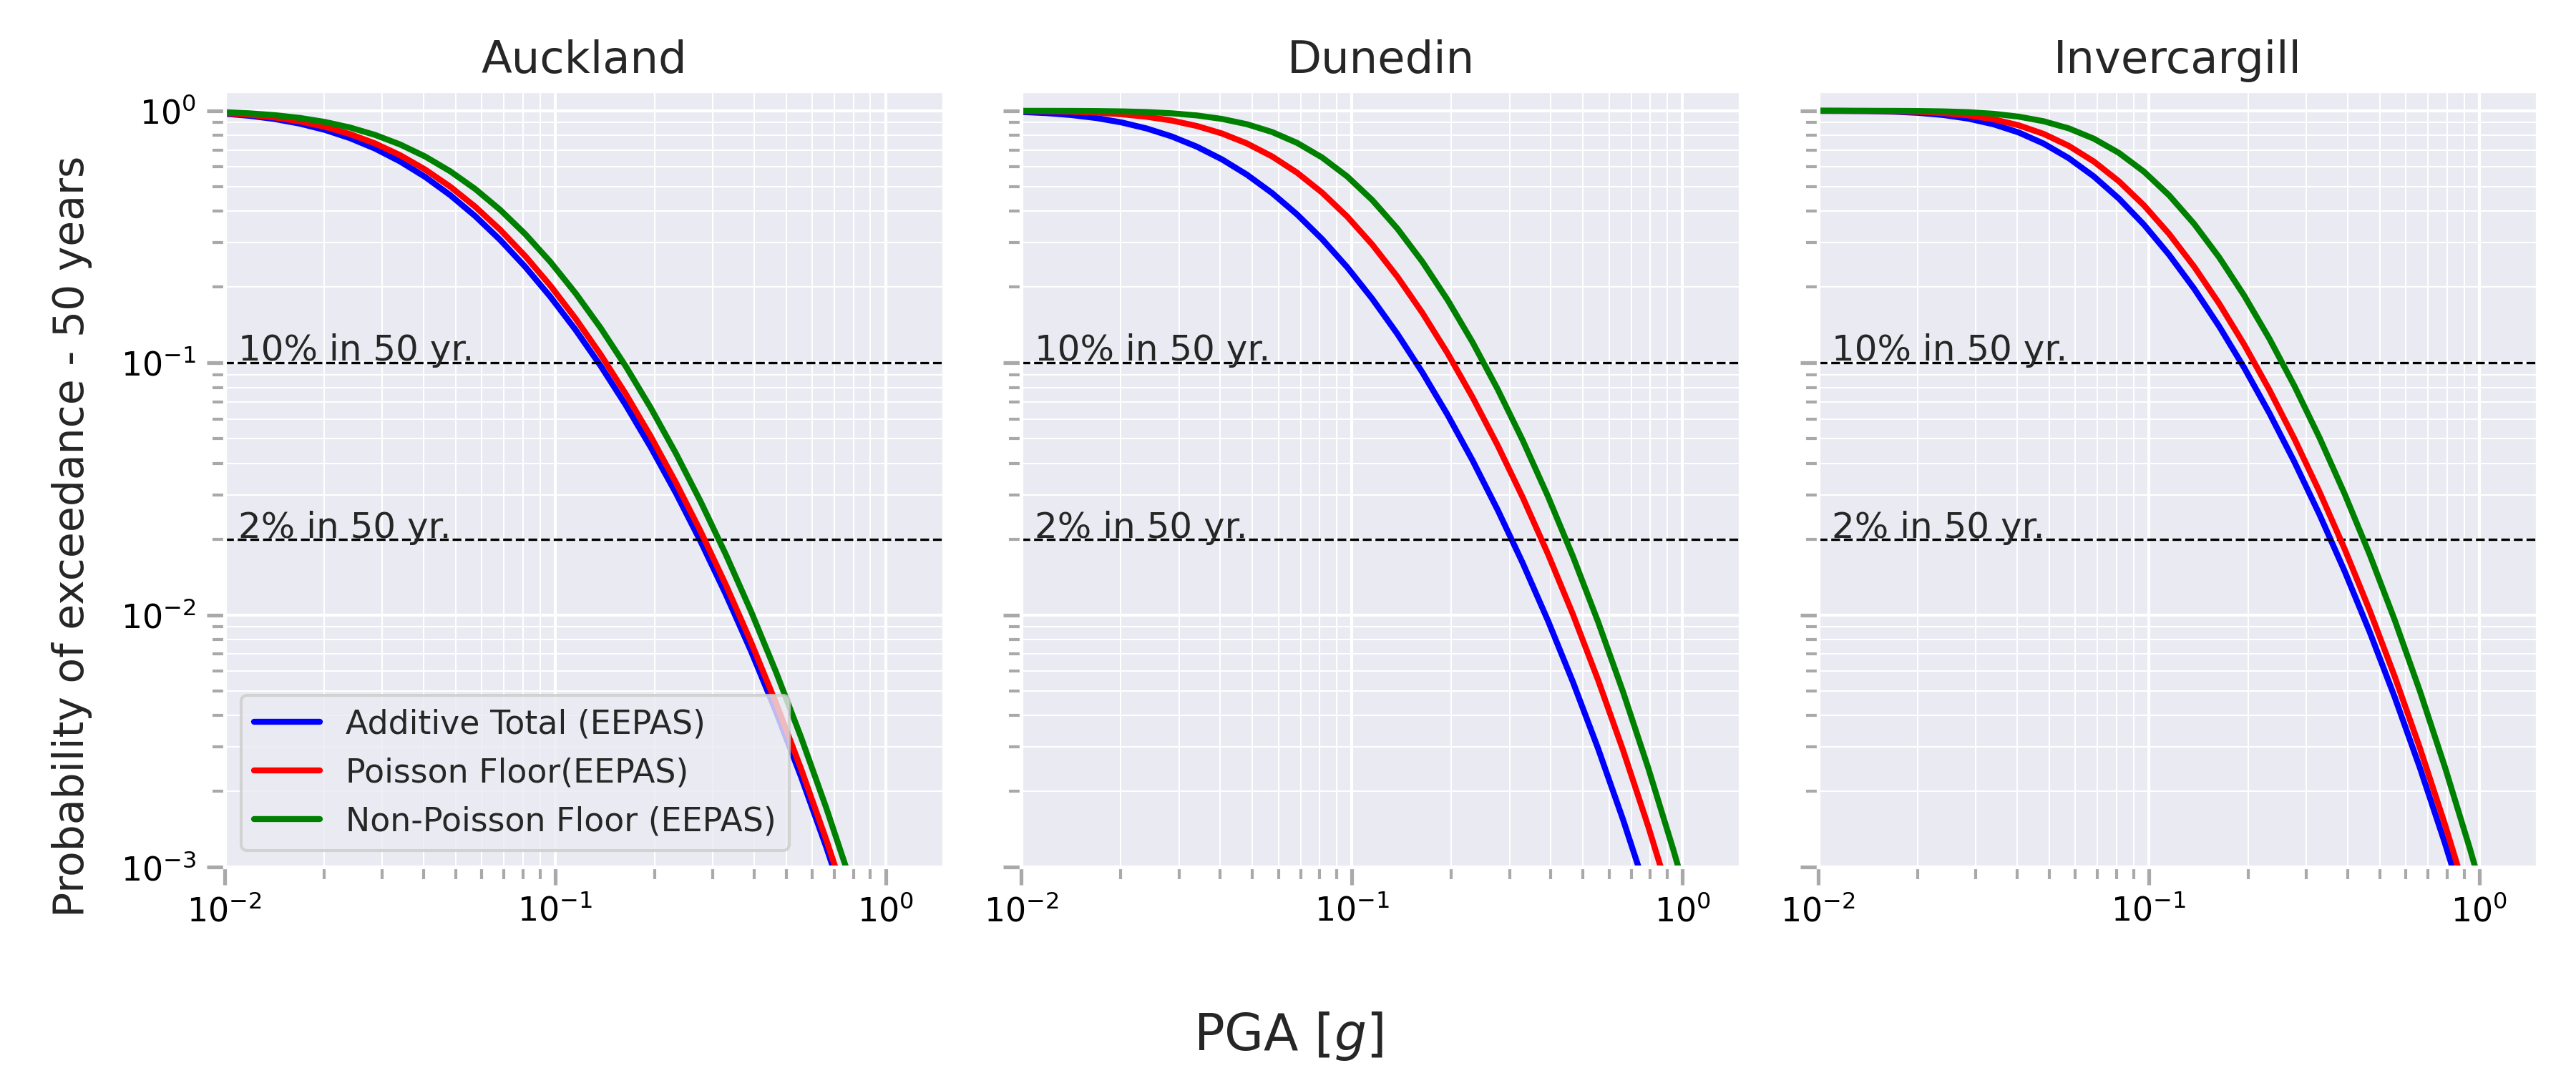 Auckland
Dunedin
Invercargill
Probability of exceedance - 50 years
10⁰
10⁻¹
10⁻²
10⁻³
10% in 50 yr.
2% in 50 yr.
Additive Total (EEPAS)
Poisson Floor(EEPAS)
Non-Poisson Floor (EEPAS)
10⁻² 10⁻¹ 10⁰
10% in 50 yr.
2% in 50 yr.
10⁻² 10⁻¹ 10⁰
10% in 50 yr.
2% in 50 yr.
10⁻² 10⁻¹ 10⁰
PGA [g]